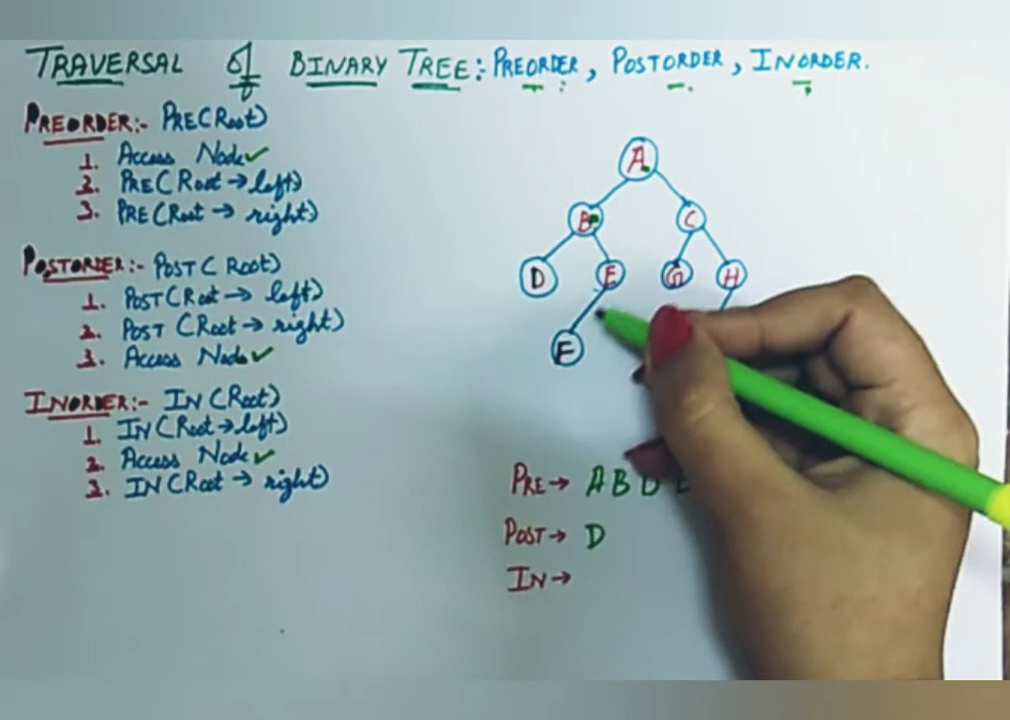 TRAVERSAL of BINARY TREE:- PREORDER, POSTORDER, INORDER.
PREORDER:- PRE(Root)
1. Access Node ✓
2. PRE(Root → left)
3. PRE(Root → right)
POSTORDER:- POST(Root)
1. POST(Root → left)
2. POST(Root → right)
3. Access Node ✓
INORDER:- IN(Root)
1. IN(Root → left)
2. Access Node ✓
3. IN(Root → right)
A
B C
D E G H
F
PRE → A B D
POST → D
IN →